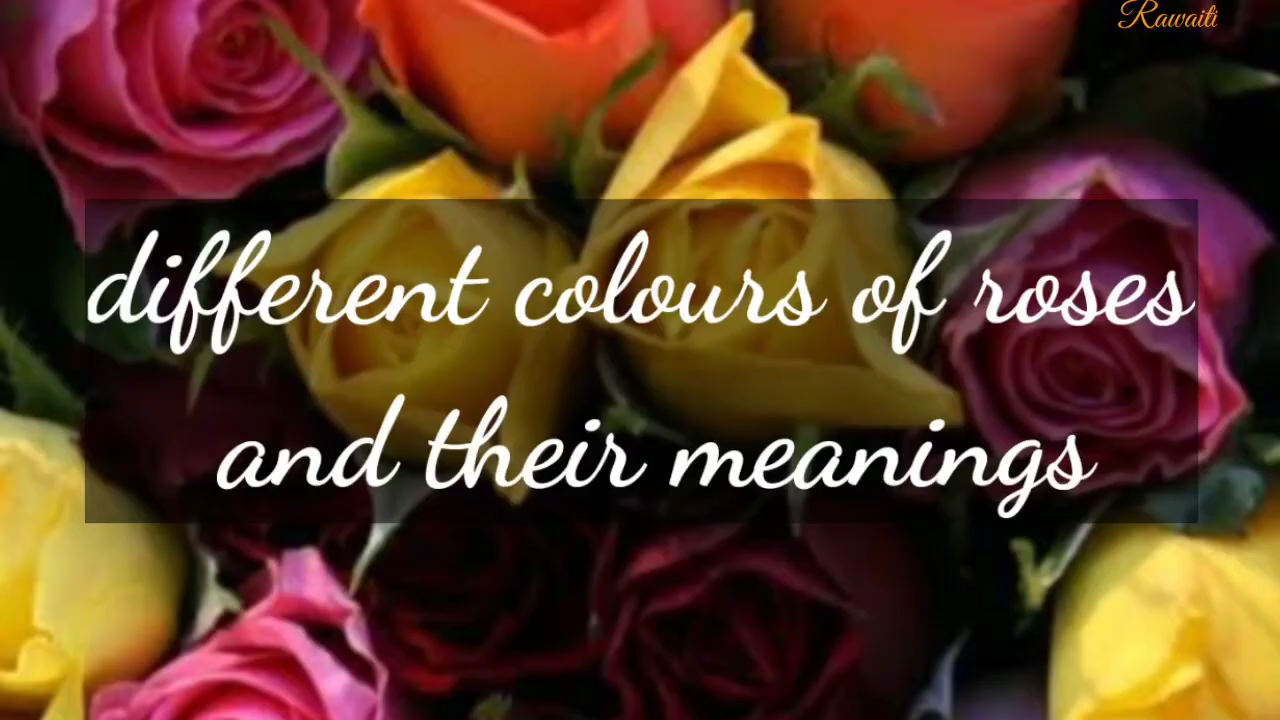 Rawaiti
different colours of roses
and their meanings